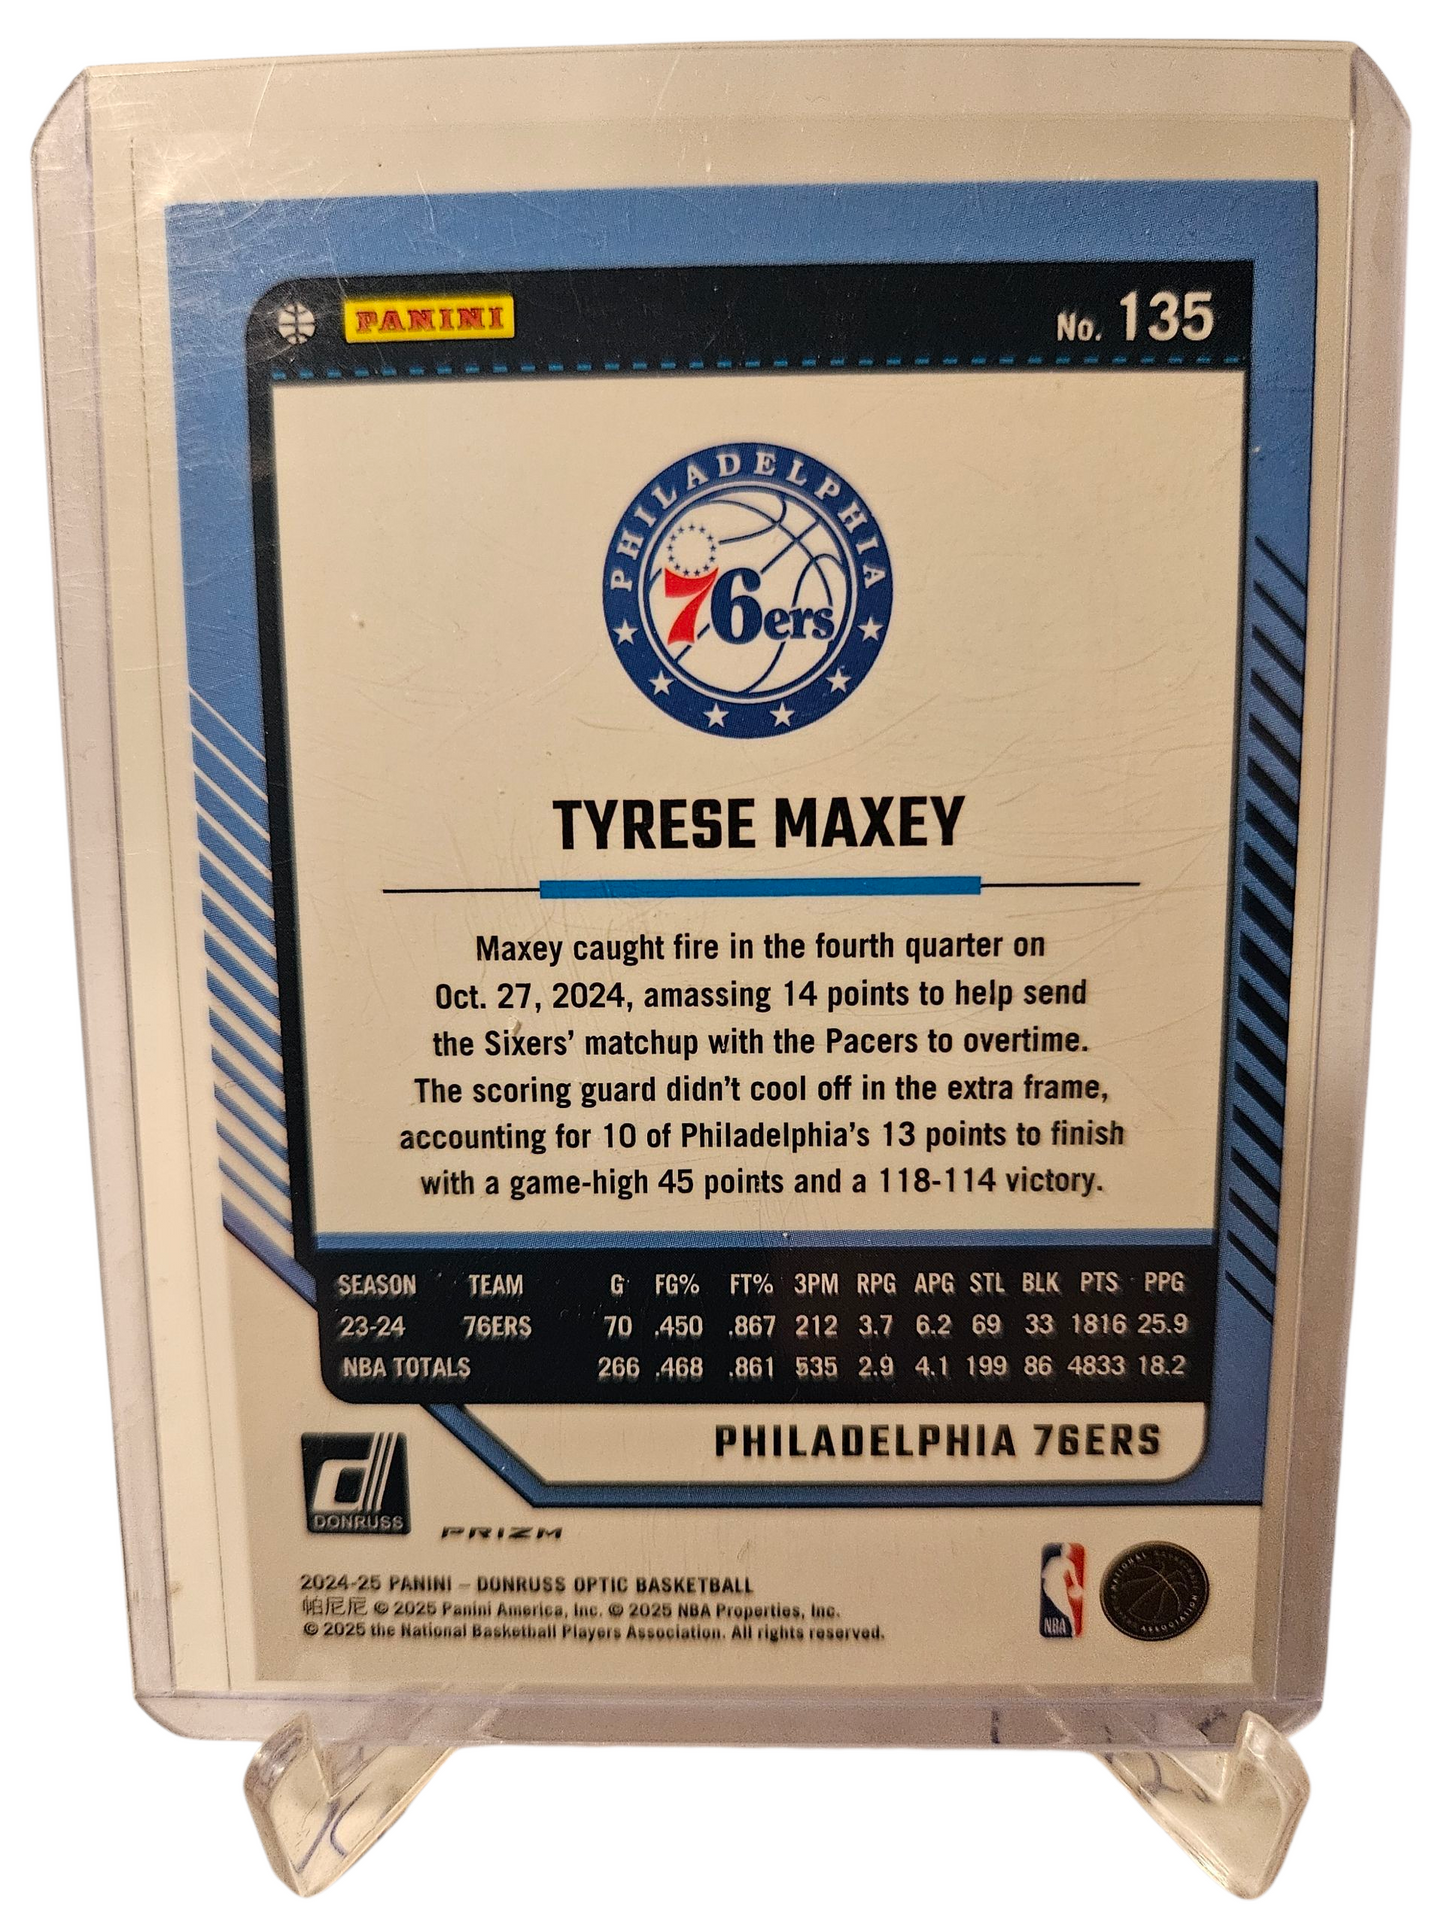 PANINI
No. 135
PHILADELPHIA
76ers
TYRESE MAXEY
Maxey caught fire in the fourth quarter on
Oct. 27, 2024, amassing 14 points to help send
the Sixers' matchup with the Pacers to overtime.
The scoring guard didn't cool off in the extra frame,
accounting for 10 of Philadelphia's 13 points to finish
with a game-high 45 points and a 118-114 victory.
SEASON TEAM G FG% FT% 3PM RPG APG STL BLK PTS PPG
23-24 76ERS 70 .450 .867 212 3.7 6.2 69 33 1816 25.9
NBA TOTALS 266 .468 .861 535 2.9 4.1 199 86 4833 18.2
PHILADELPHIA 76ERS
DONRUSS
PRIZM
2024-25 PANINI – DONRUSS OPTIC BASKETBALL
帕尼尼 © 2025 Panini America, Inc. © 2025 NBA Properties, Inc.
© 2025 the National Basketball Players Association. All rights reserved.
NBA